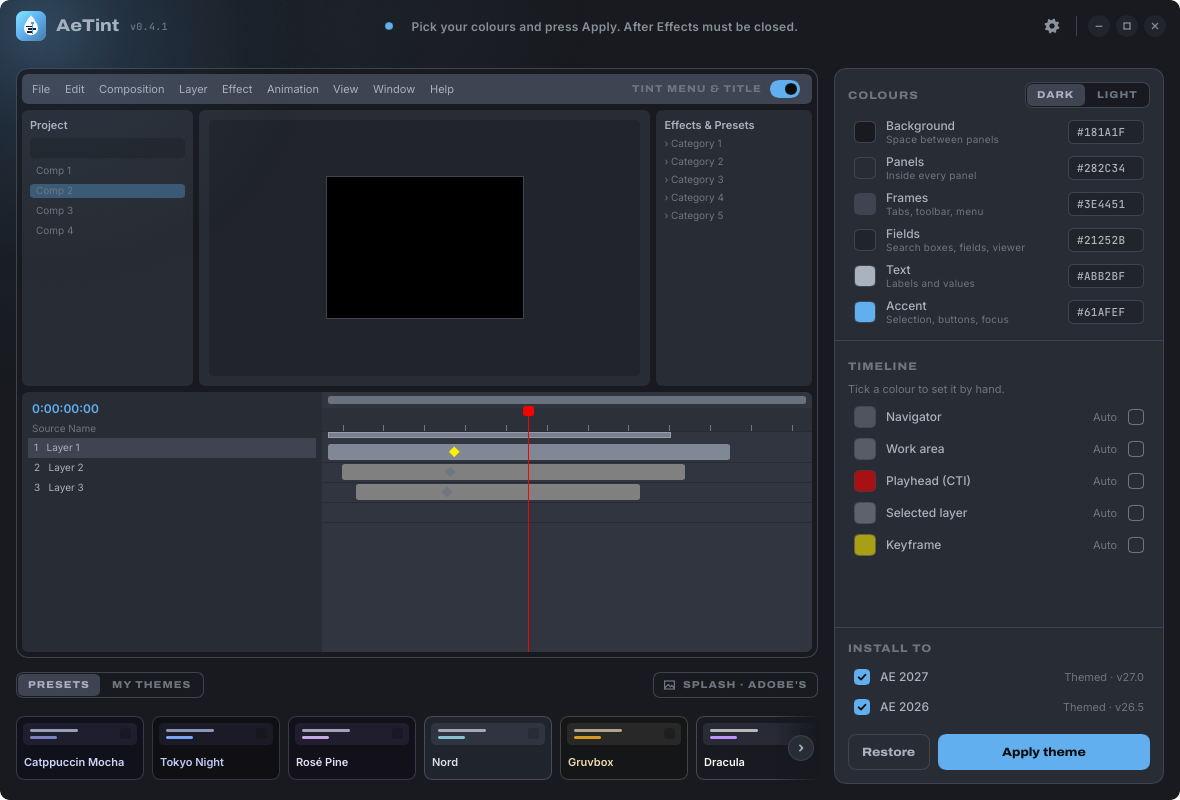 AeTint v0.4.1
Pick your colours and press Apply. After Effects must be closed.
File Edit Composition Layer Effect Animation View Window Help
TINT MENU & TITLE
Project
Comp 1
Comp 2
Comp 3
Comp 4
Effects & Presets
› Category 1
› Category 2
› Category 3
› Category 4
› Category 5
0:00:00:00
Source Name
1 Layer 1
2 Layer 2
3 Layer 3
PRESETS MY THEMES
SPLASH · ADOBE'S
Catppuccin Mocha
Tokyo Night
Rosé Pine
Nord
Gruvbox
Dracula
COLOURS
DARK LIGHT
Background
Space between panels
#181A1F
Panels
Inside every panel
#282C34
Frames
Tabs, toolbar, menu
#3E4451
Fields
Search boxes, fields, viewer
#21252B
Text
Labels and values
#ABB2BF
Accent
Selection, buttons, focus
#61AFEF
TIMELINE
Tick a colour to set it by hand.
Navigator Auto
Work area Auto
Playhead (CTI) Auto
Selected layer Auto
Keyframe Auto
INSTALL TO
AE 2027 Themed · v27.0
AE 2026 Themed · v26.5
Restore
Apply theme